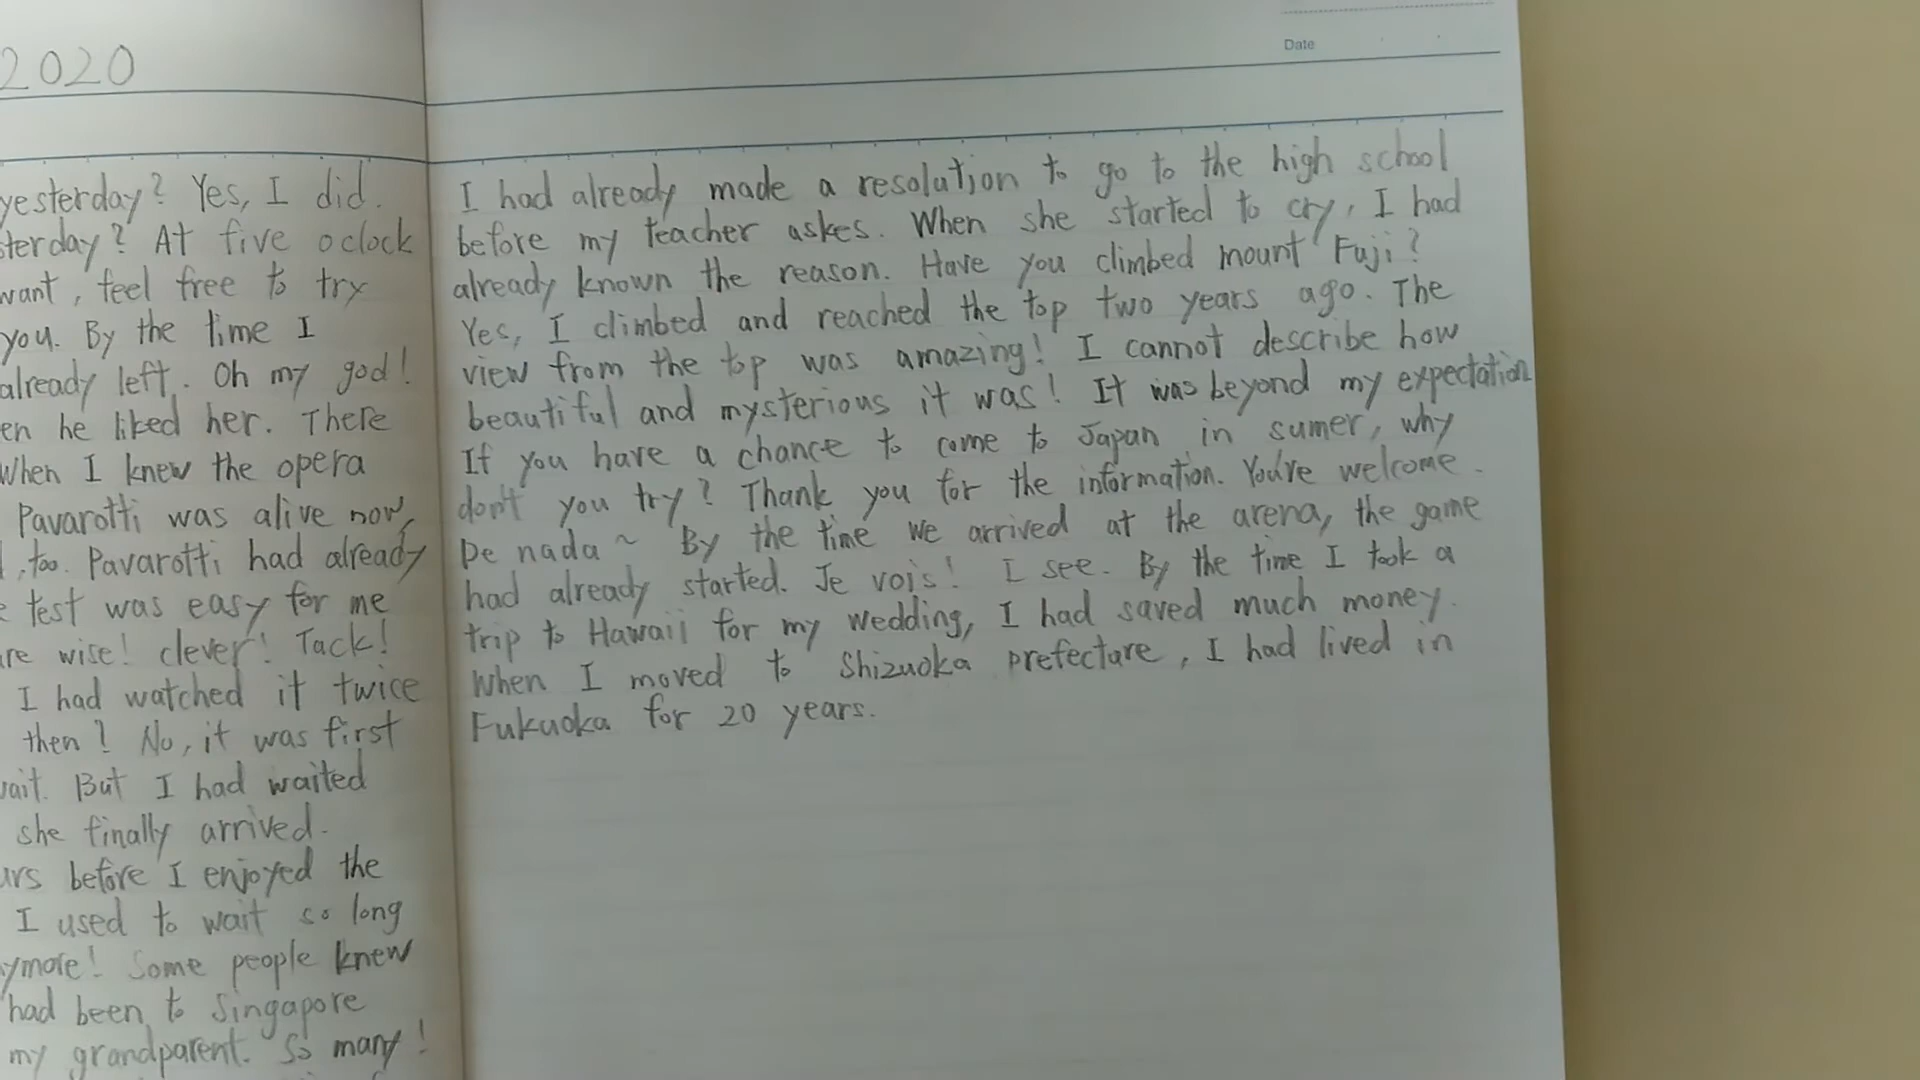 2020
yesterday? Yes, I did.
terday? At five oclock
want, feel free to try
you. By the time I
already left. Oh my god!
en he liked her. There
When I knew the opera
Pavarotti was alive now,
, too. Pavarotti had already
test was easy for me
re wise! clever! Tack!
I had watched it twice
then? No, it was first
ait. But I had waited
she finally arrived.
urs before I enjoyed the
I used to wait so long
ymore! Some people knew
had been to Singapore
my grandparent. So many!
Date
I had already made a resolution to go to the high school
before my teacher askes. When she started to cry, I had
already known the reason. Have you climbed mount Fuji?
Yes, I climbed and reached the top two years ago. The
view from the top was amazing! I cannot describe how
beautiful and mysterious it was! It was beyond my expectation
If you have a chance to come to Japan in sumer, why
don't you try? Thank you for the information. You're welcome.
De nada ~ By the time we arrived at the arena, the game
had already started. Je vois! I see. By the time I took a
trip to Hawaii for my wedding, I had saved much money.
When I moved to Shizuoka prefecture, I had lived in
Fukuoka for 20 years.